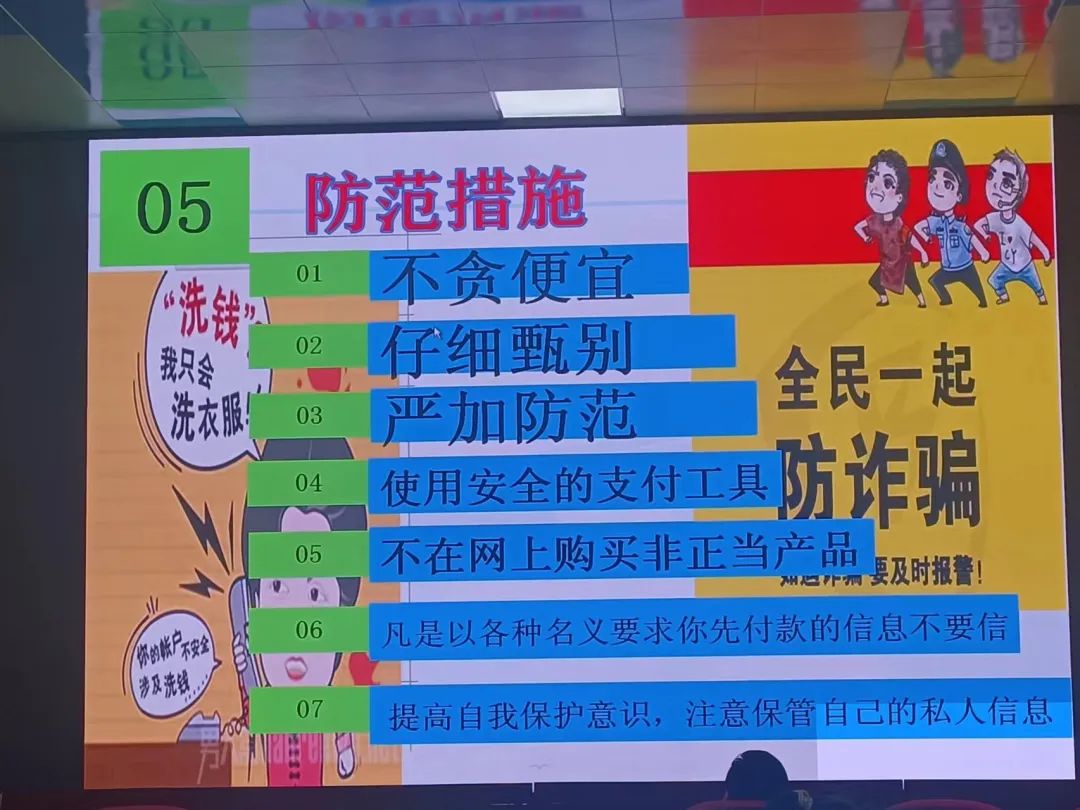 05
防范措施
01 不贪便宜
02 仔细甄别
03 严加防范
04 使用安全的支付工具
05 不在网上购买非正当产品
06 凡是以各种名义要求你先付款的信息不要信
07 提高自我保护意识，注意保管自己的私人信息
“洗钱”
我只会
洗衣服!
你的帐户不安全
涉及洗钱……
全民一起
防诈骗
要及时报警!